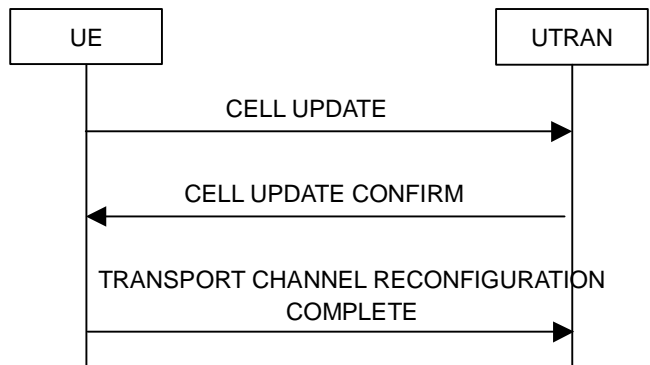 UE
UTRAN
CELL UPDATE
CELL UPDATE CONFIRM
TRANSPORT CHANNEL RECONFIGURATION
COMPLETE